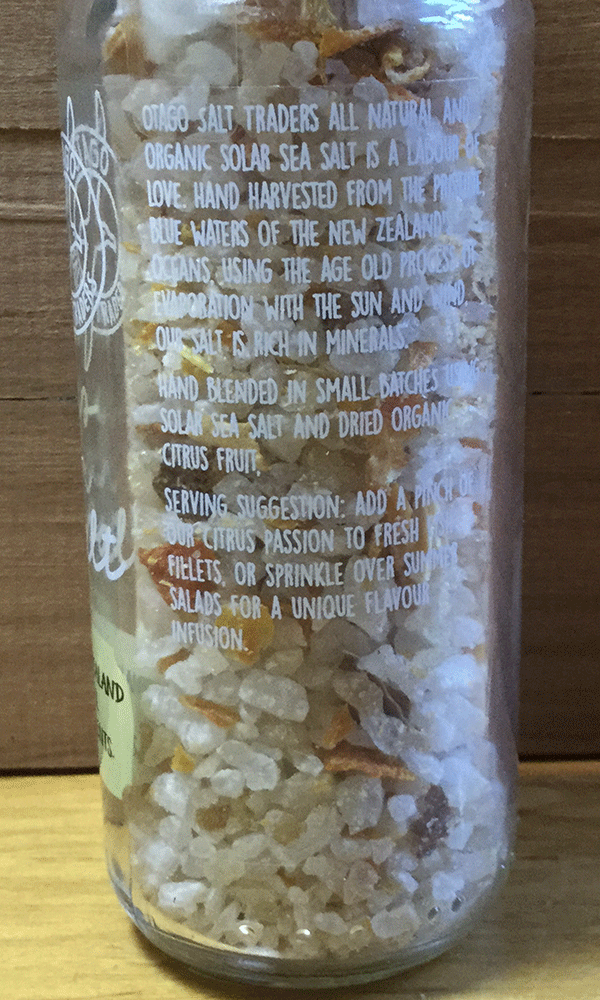 OTAGO SALT TRADERS ALL NATURAL AND
ORGANIC SOLAR SEA SALT IS A LABOUR OF
LOVE. HAND HARVESTED FROM THE PRISTINE
BLUE WATERS OF THE NEW ZEALAND
OCEANS USING THE AGE OLD PROCESS OF
EVAPORATION WITH THE SUN AND WIND.
OUR SALT IS RICH IN MINERALS.
HAND BLENDED IN SMALL BATCHES USING
SOLAR SEA SALT AND DRIED ORGANIC
CITRUS FRUIT.
SERVING SUGGESTION: ADD A PINCH OF
OUR CITRUS PASSION TO FRESH
FILLETS, OR SPRINKLE OVER SUMMER
SALADS FOR A UNIQUE FLAVOUR
INFUSION.